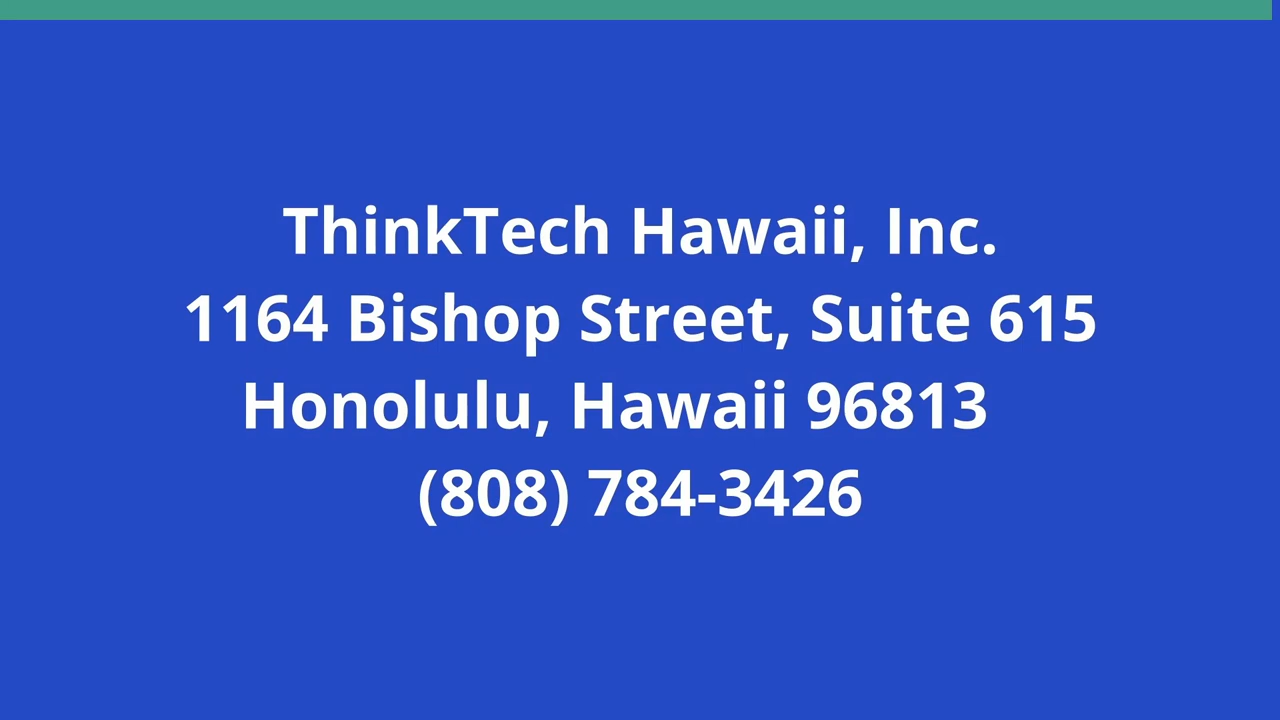 ThinkTech Hawaii, Inc.
1164 Bishop Street, Suite 615
Honolulu, Hawaii 96813
(808) 784-3426